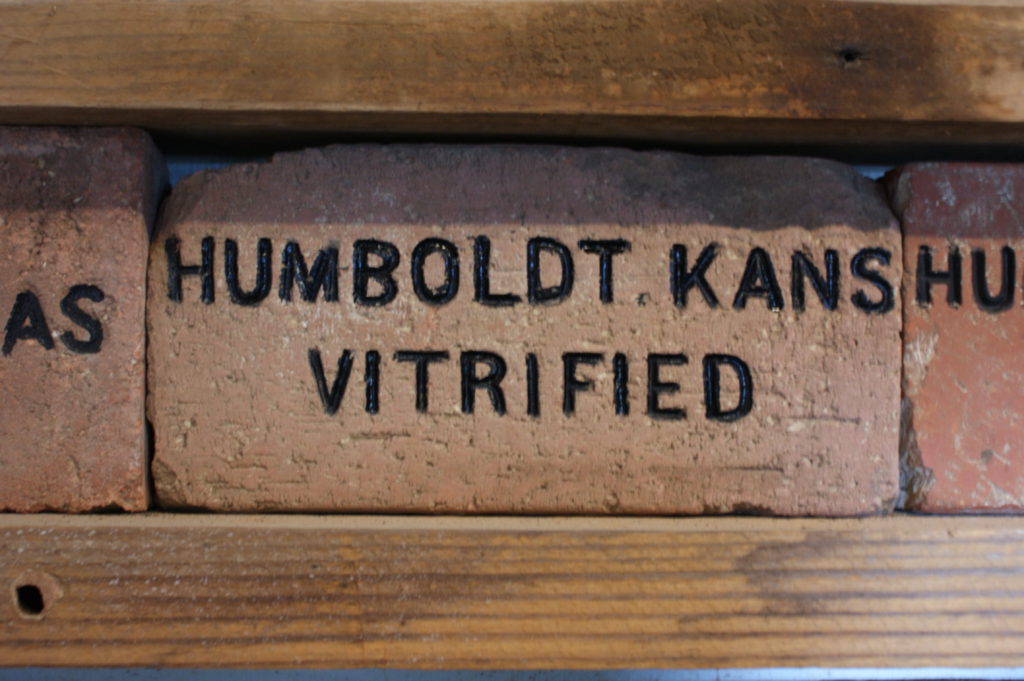 AS
HUMBOLDT KANS
VITRIFIED
HU